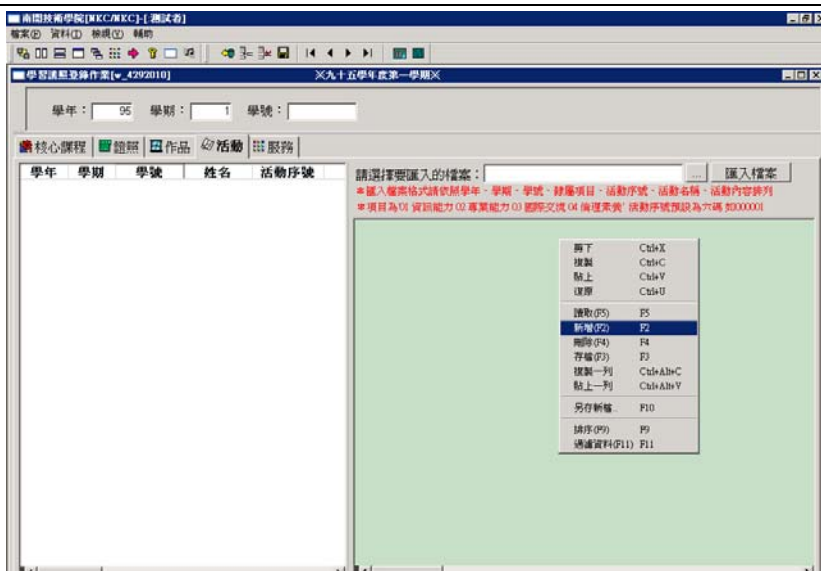 南開技術學院[NKC/NKC]-[測試者]
檔案(F) 資料(D) 檢視(V) 輔助
學習護照登錄作業[w_4292010] ※九十五學年度第一學期※
學年： 95 學期： 1 學號：
核心課程 證照 作品 活動 服務
學年 學期 學號 姓名 活動序號
請選擇要匯入的檔案： ... 匯入檔案
※匯入檔案格式請依照學年、學期、學號、隸屬項目、活動序號、活動名稱、活動內容排列
※項目為'01 資訊能力 02 專業能力 03 國際交流 04 倫理素養' 活動序號預設為六碼 如000001
剪下 Ctrl+X
複製 Ctrl+C
貼上 Ctrl+V
復原 Ctrl+U
讀取(F5) F5
新增(F2) F2
刪除(F4) F4
存檔(F3) F3
複製一列 Ctrl+Alt+C
貼上一列 Ctrl+Alt+V
另存新檔.. F10
排序(F9) F9
過濾資料(F11) F11